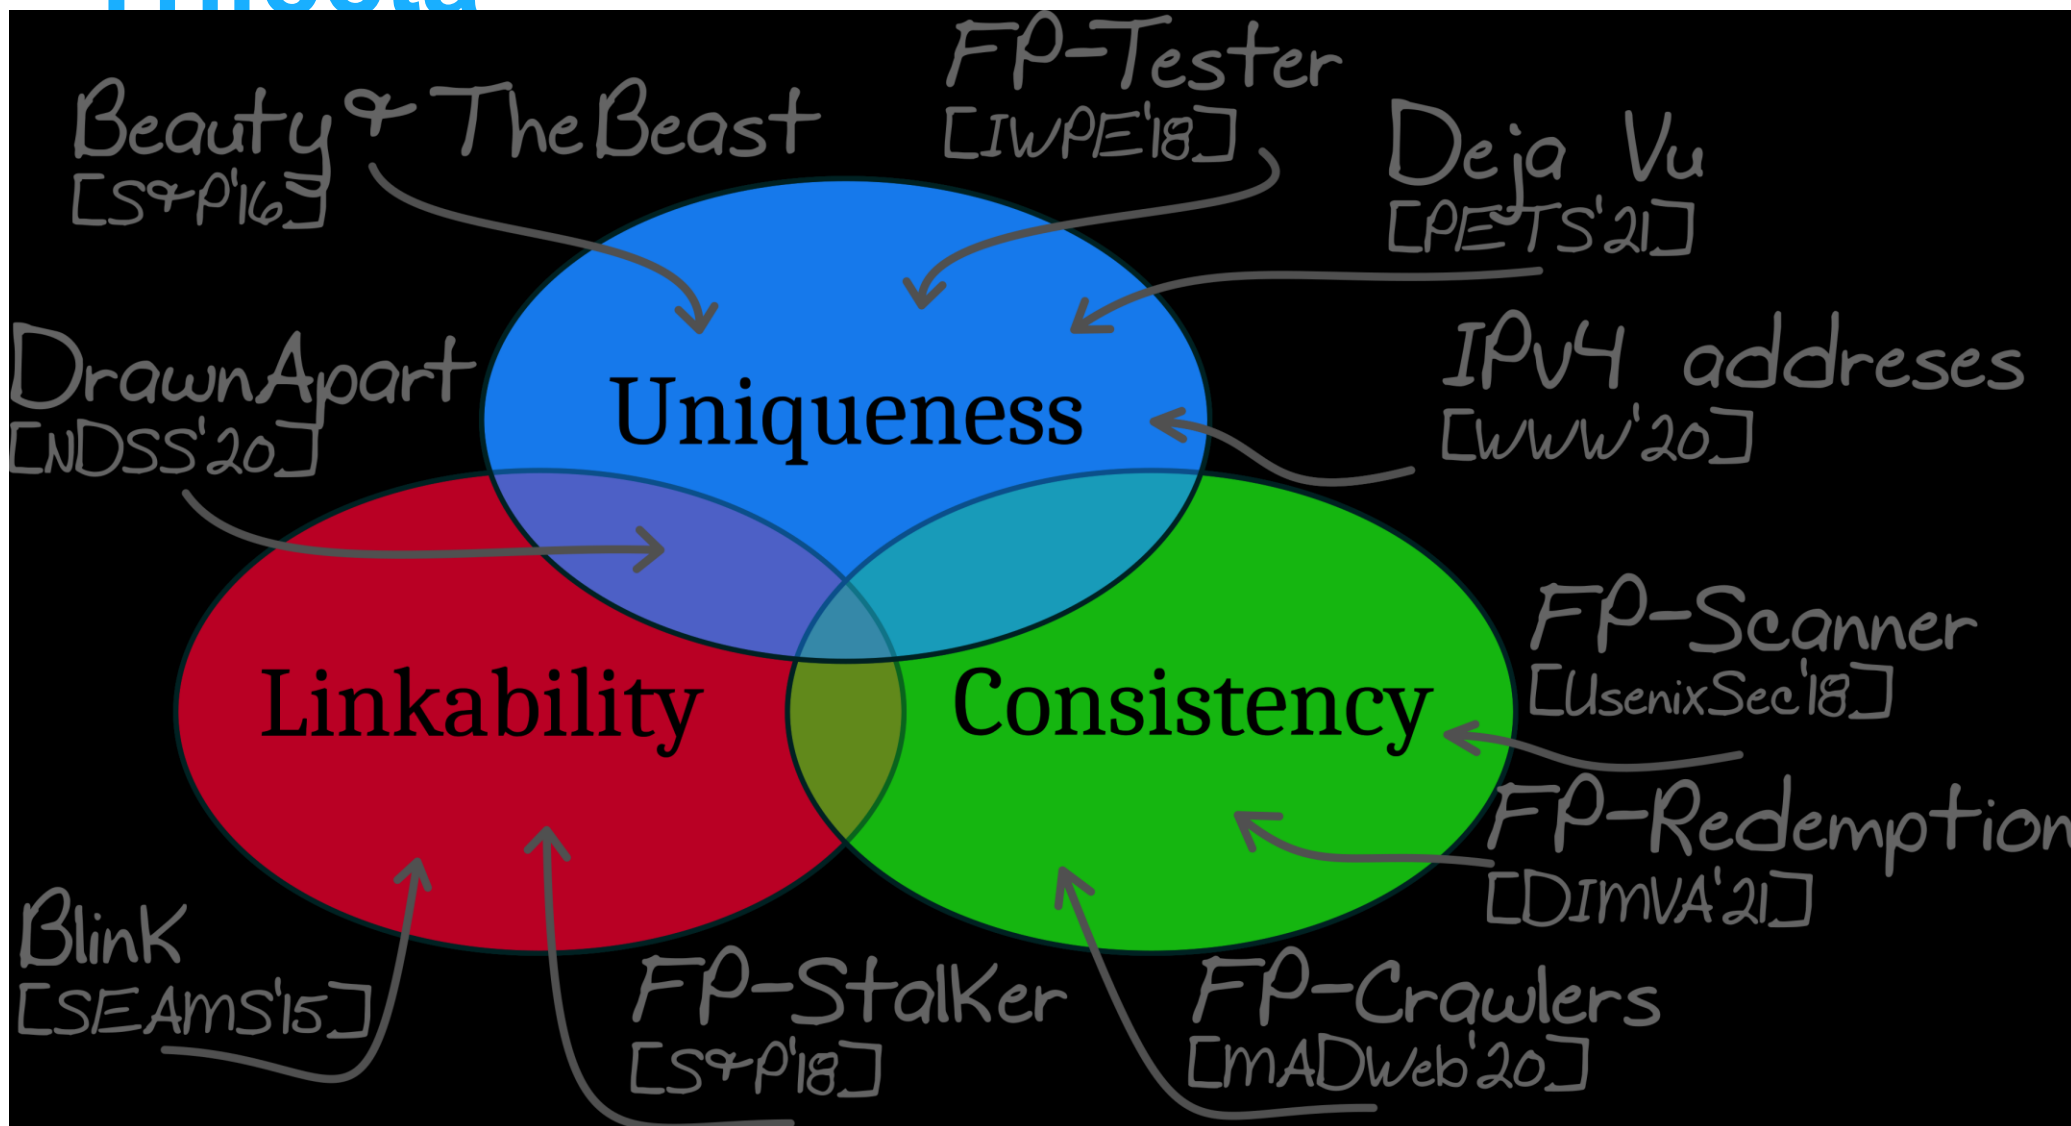 Trifecta
FP-Tester
[IWPE'18]
Beauty & The Beast
[S&P'16]
Deja Vu
[PETS'21]
DrawnApart
[NDSS'20]
IPv4 addreses
[WWW'20]
Uniqueness
FP-Scanner
[UsenixSec'18]
Linkability
Consistency
FP-Redemption
[DIMVA'21]
Blink
[SEAMS'15]
FP-Stalker
[S&P'18]
FP-Crawlers
[MADWeb'20]